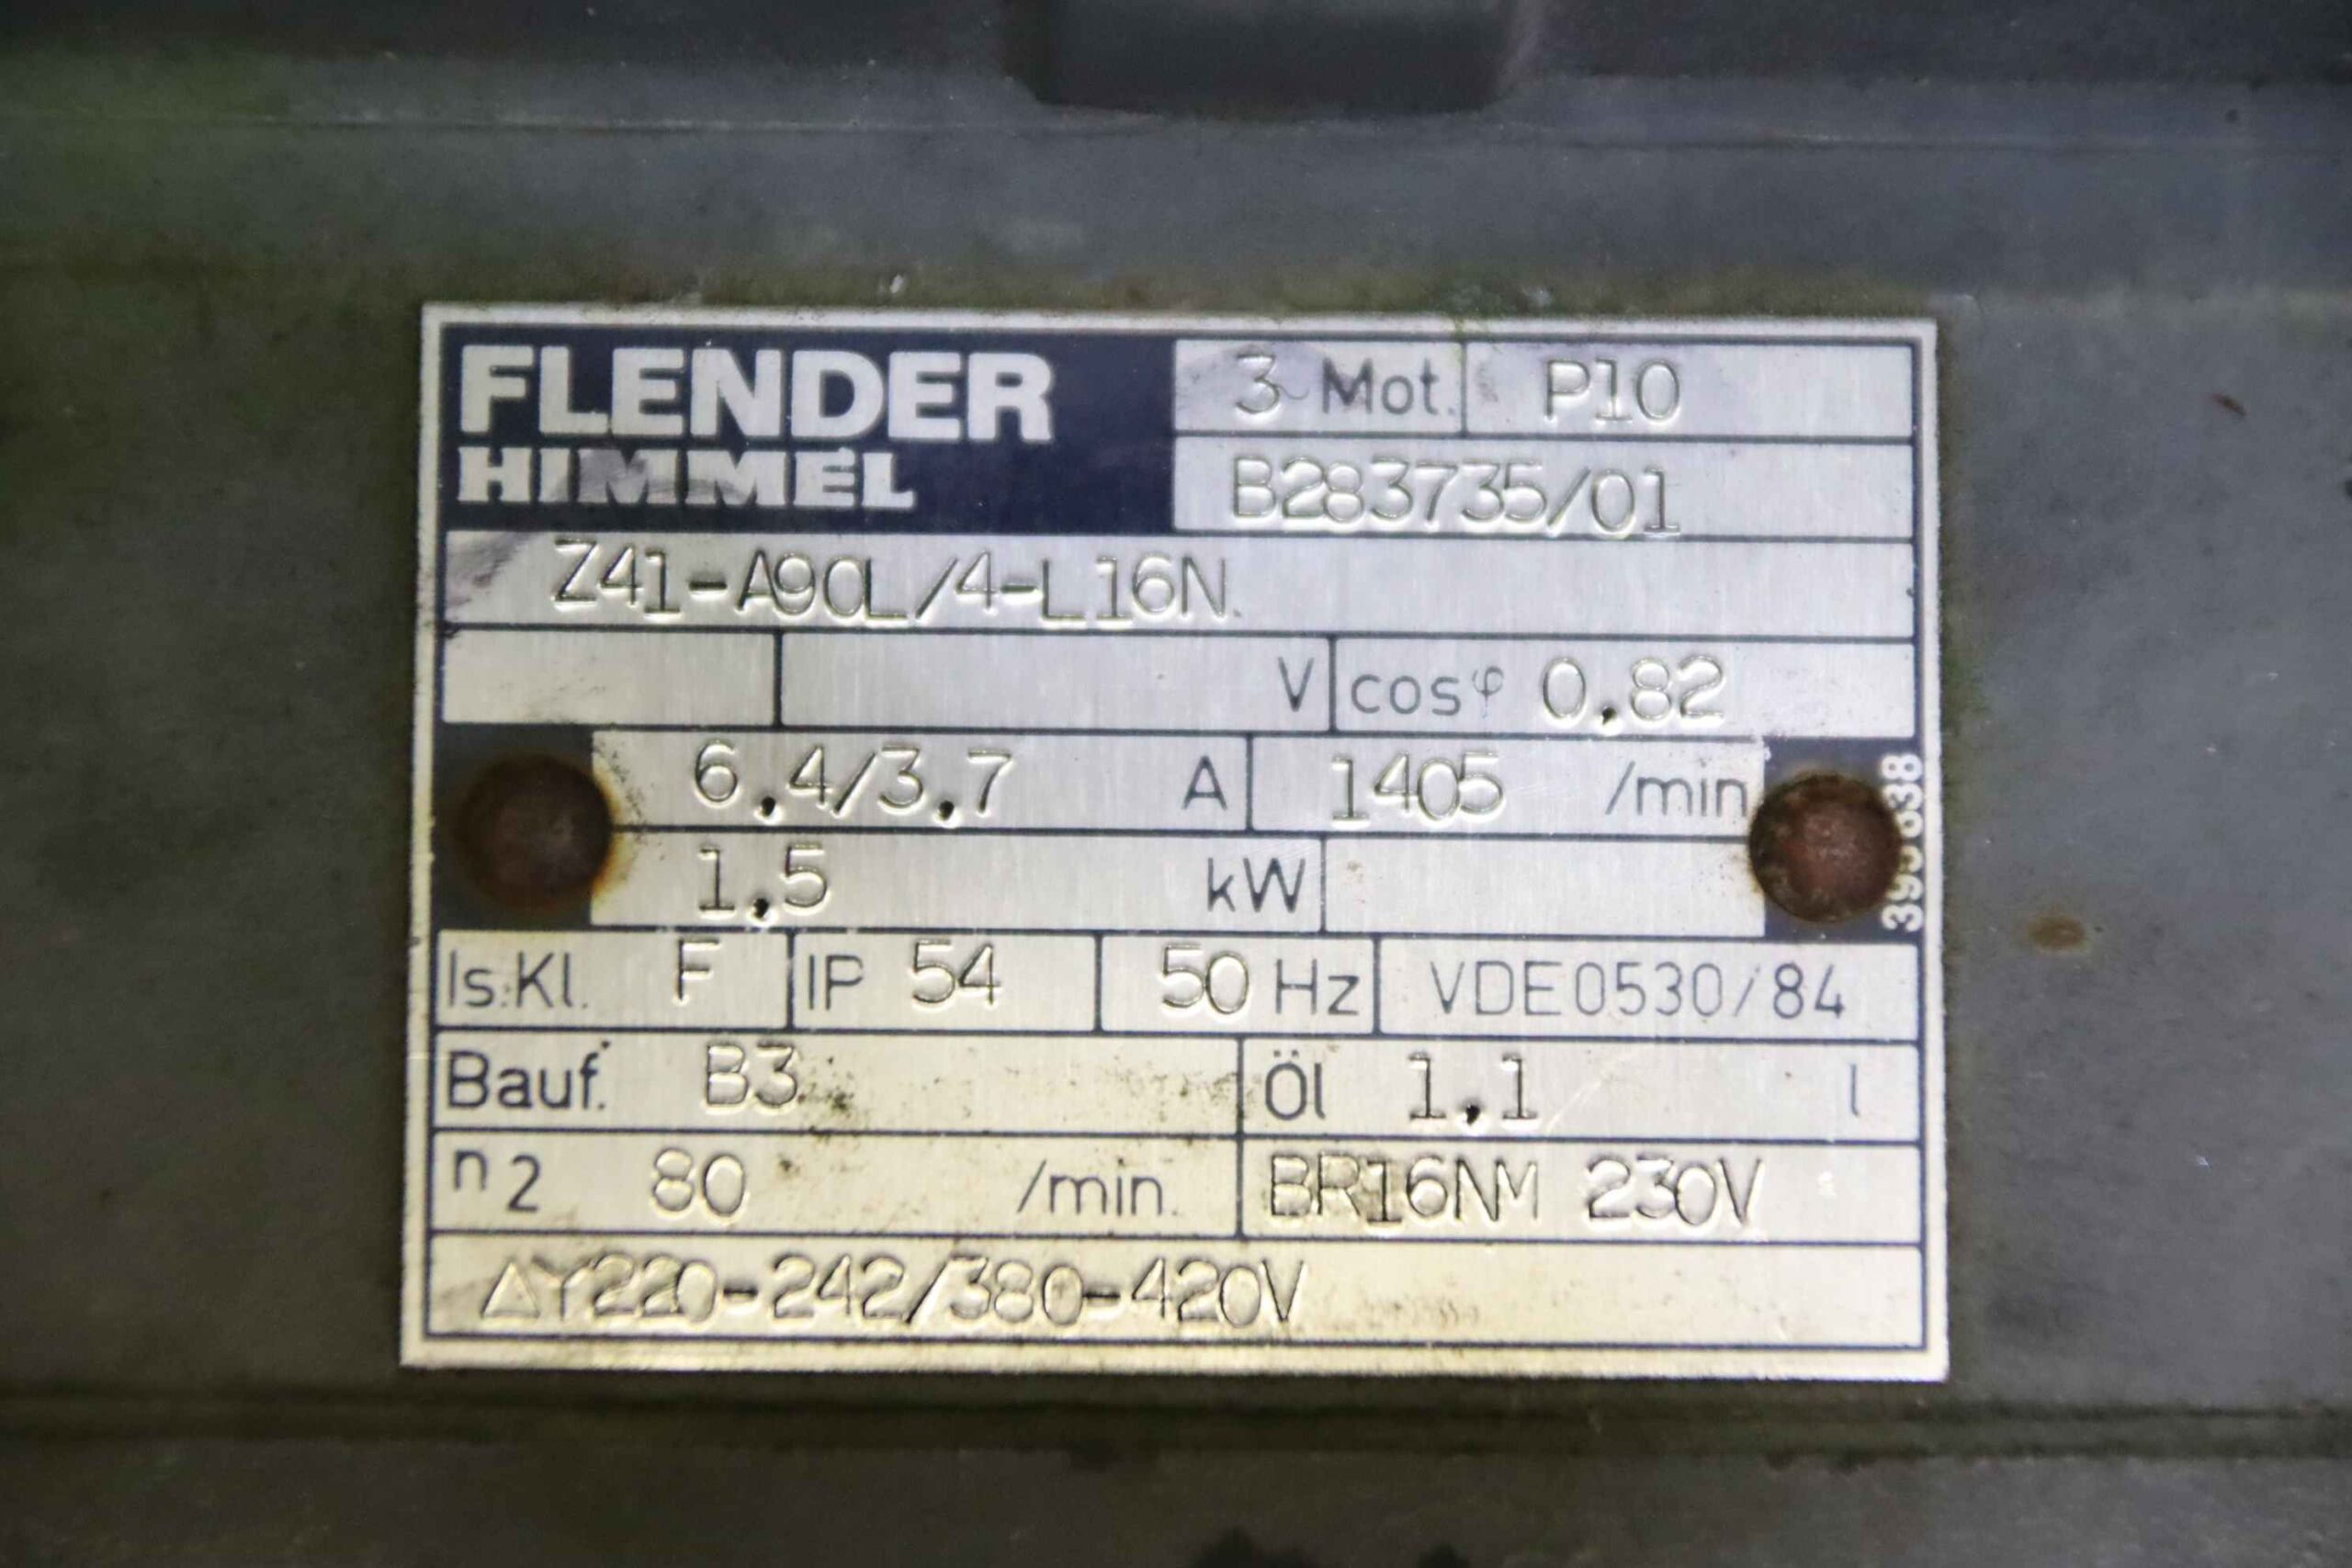 FLENDER
HIMMEL
3~Mot. P10
B283735/01
Z41-A90L/4-L16N
V cosφ 0,82
6,4/3,7 A 1405 /min
1,5 kW
Is.Kl. F IP 54 50 Hz VDE0530/84
Bauf. B3 Öl 1,1 l
n2 80 /min. BR16NM 230V
△Y220-242/380-420V